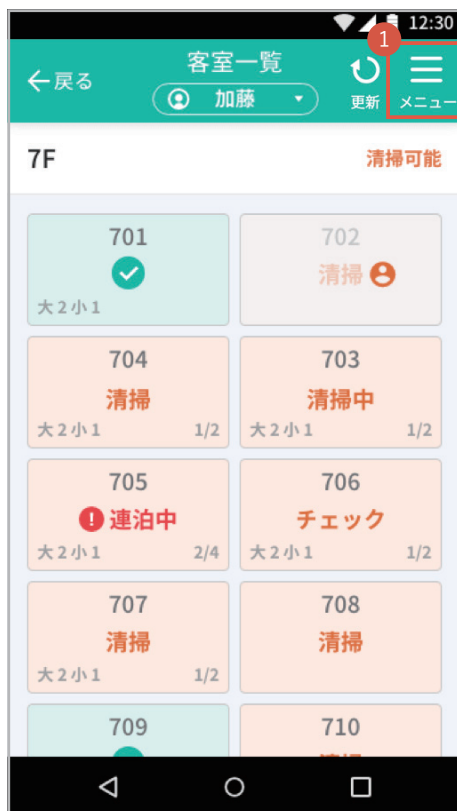 12:30
1
戻る
客室一覧
加藤
更新
メニュー
7F
清掃可能
701
大2小1
702
清掃
704
清掃
大2小1 1/2
703
清掃中
大2小1 1/2
705
連泊中
大2小1 2/4
706
チェック
大2小1 1/2
707
清掃
大2小1 1/2
708
清掃
709
710